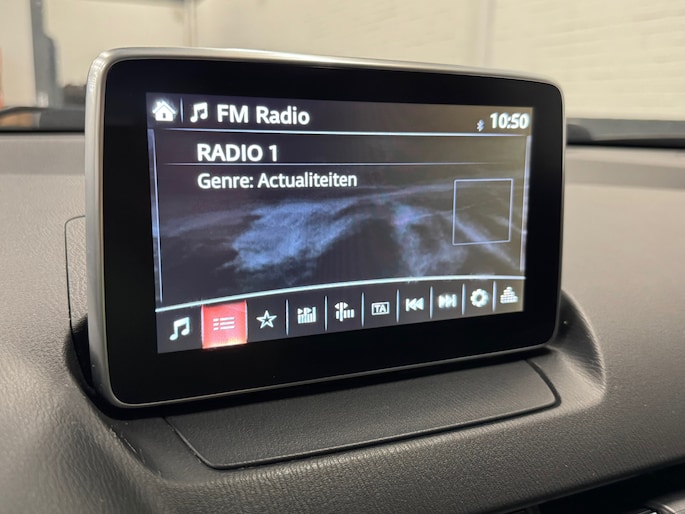 FM Radio
10:50
RADIO 1
Genre: Actualiteiten
TA